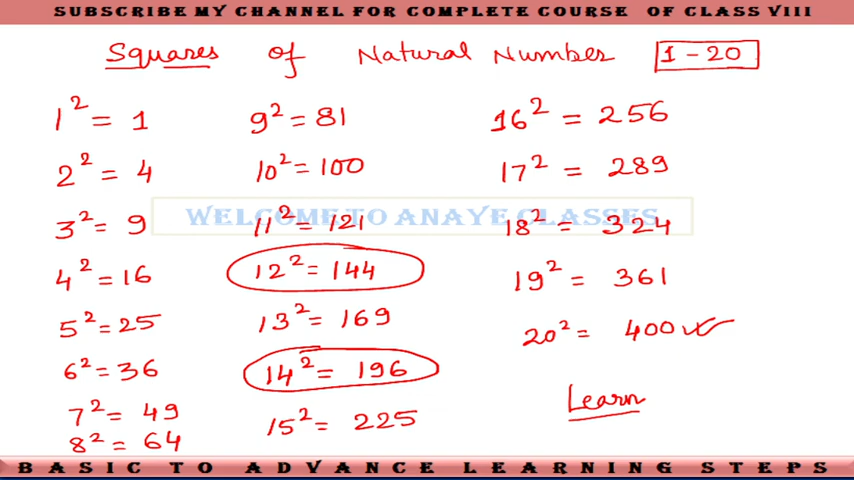 SUBSCRIBE MY CHANNEL FOR COMPLETE COURSE OF CLASS VIII
Squares of Natural Number 1-20
1² = 1
2² = 4
3² = 9
4² = 16
5² = 25
6² = 36
7² = 49
8² = 64
9² = 81
10² = 100
11² = 121
12² = 144
13² = 169
14² = 196
15² = 225
16² = 256
17² = 289
18² = 324
19² = 361
20² = 400
Learn
WELCOME TO ANAYE CLASSES
BASIC TO ADVANCE LEARNING STEPS